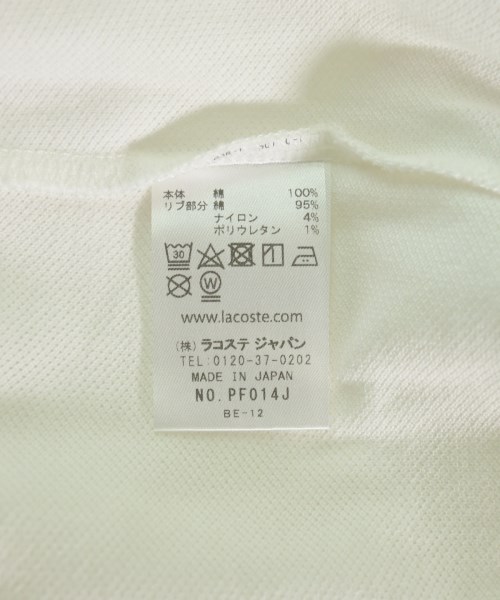 本体 綿 100%
リブ部分 綿 95%
ナイロン 4%
ポリウレタン 1%
30
W
www.lacoste.com
(株) ラコステ ジャパン
TEL:0120-37-0202
MADE IN JAPAN
NO. PF014J
BE-12